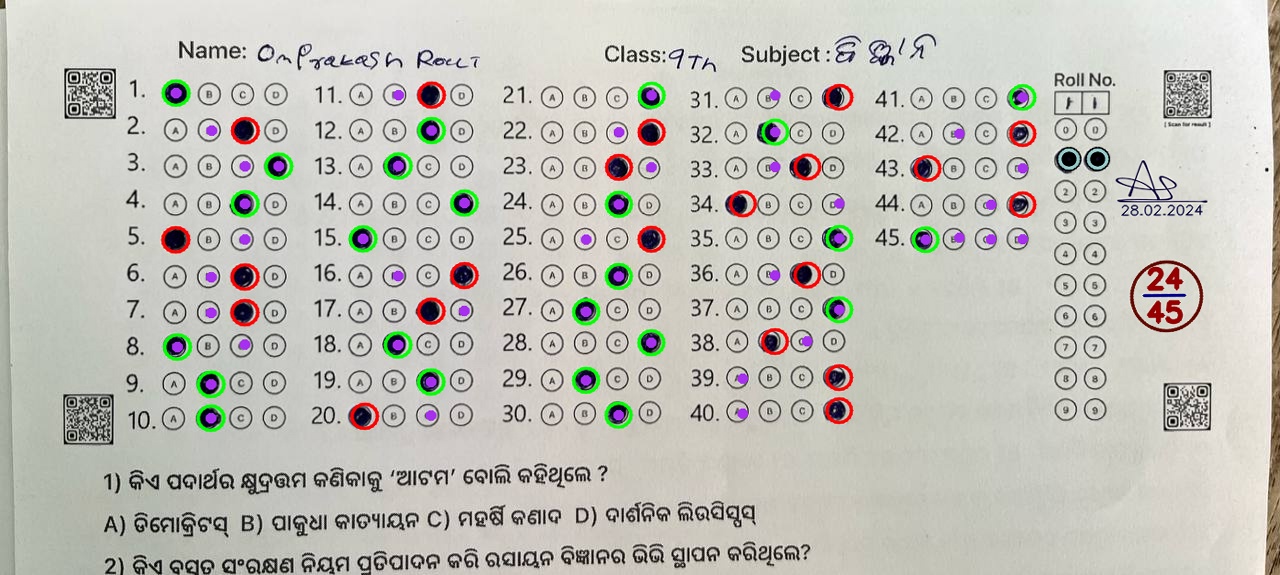 Name: Omprakash Rout Class: 9Th Subject :
1. A B C D 11. A B C D 21. A B C D 31. A B C D 41. A B C D Roll No.
2. A B C D 12. A B C D 22. A B C D 32. A B C D 42. A B C D 1 1
3. A B C D 13. A B C D 23. A B C D 33. A B C D 43. A B C D [ Scan for result ]
4. A B C D 14. A B C D 24. A B C D 34. A B C D 44. A B C D 0 0
5. A B C D 15. A B C D 25. A B C D 35. A B C D 45. A B C D 2 2
6. A B C D 16. A B C D 26. A B C D 36. A B C D 3 3
7. A B C D 17. A B C D 27. A B C D 37. A B C D 4 4
8. A B C D 18. A B C D 28. A B C D 38. A B C D 5 5
9. A B C D 19. A B C D 29. A B C D 39. A B C D 6 6
10. A B C D 20. A B C D 30. A B C D 40. A B C D 7 7
8 8
9 9
28.02.2024
24
45
1) କିଏ ପଦାର୍ଥର କ୍ଷୁଦ୍ରତ୍ତମ କଣିକାକୁ ‘ଆଟମ’ ବୋଲି କହିଥିଲେ ?
A) ଡିମୋକ୍ରିଟସ୍ B) ପାକୁଧା କାତ୍ୟାୟନ C) ମହର୍ଷି କଣାଦ D) ଦାର୍ଶନିକ ଲିଉସିପ୍ପସ୍
2) କିଏ ବସ୍ତୁତ୍ୱ ସଂରକ୍ଷଣ ନିୟମ ପ୍ରତିପାଦନ କରି ରସାୟନ ବିଜ୍ଞାନର ଭିତ୍ତି ସ୍ଥାପନ କରିଥିଲେ?